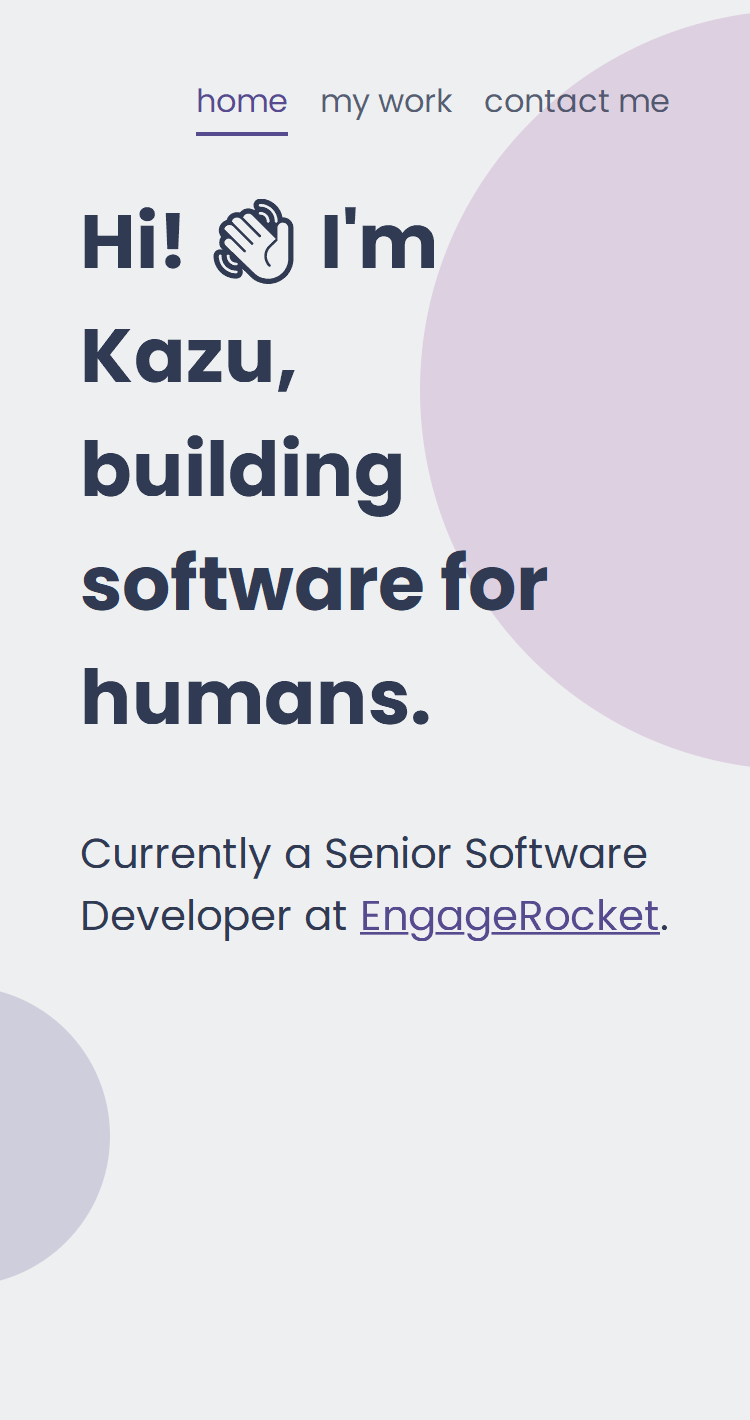 home my work contact me
Hi! 👋 I'm
Kazu,
building
software for
humans.
Currently a Senior Software
Developer at EngageRocket.